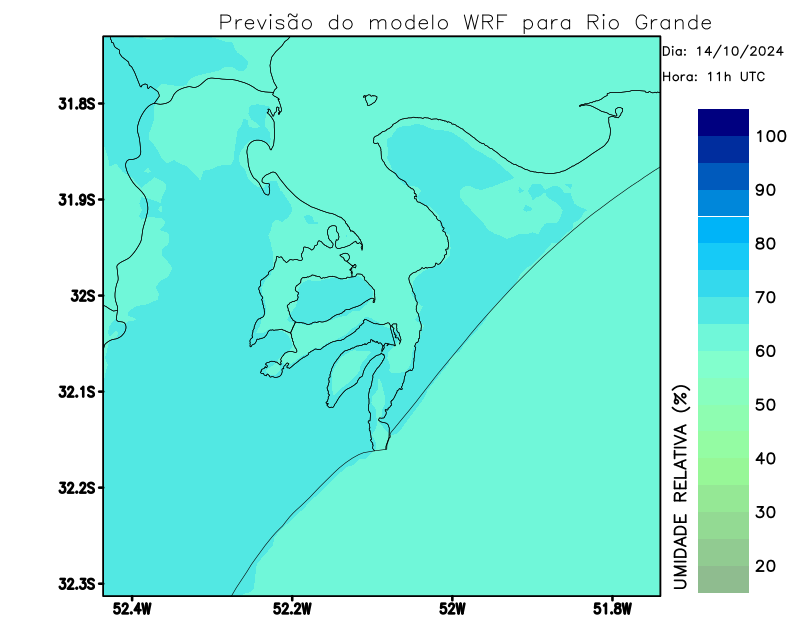 Previsão do modelo WRF para Rio Grande
Dia: 14/10/2024
Hora: 11h UTC
31.8S
31.9S
32S
32.1S
32.2S
32.3S
52.4W
52.2W
52W
51.8W
100
90
80
70
60
50
40
30
20
UMIDADE RELATIVA (%)